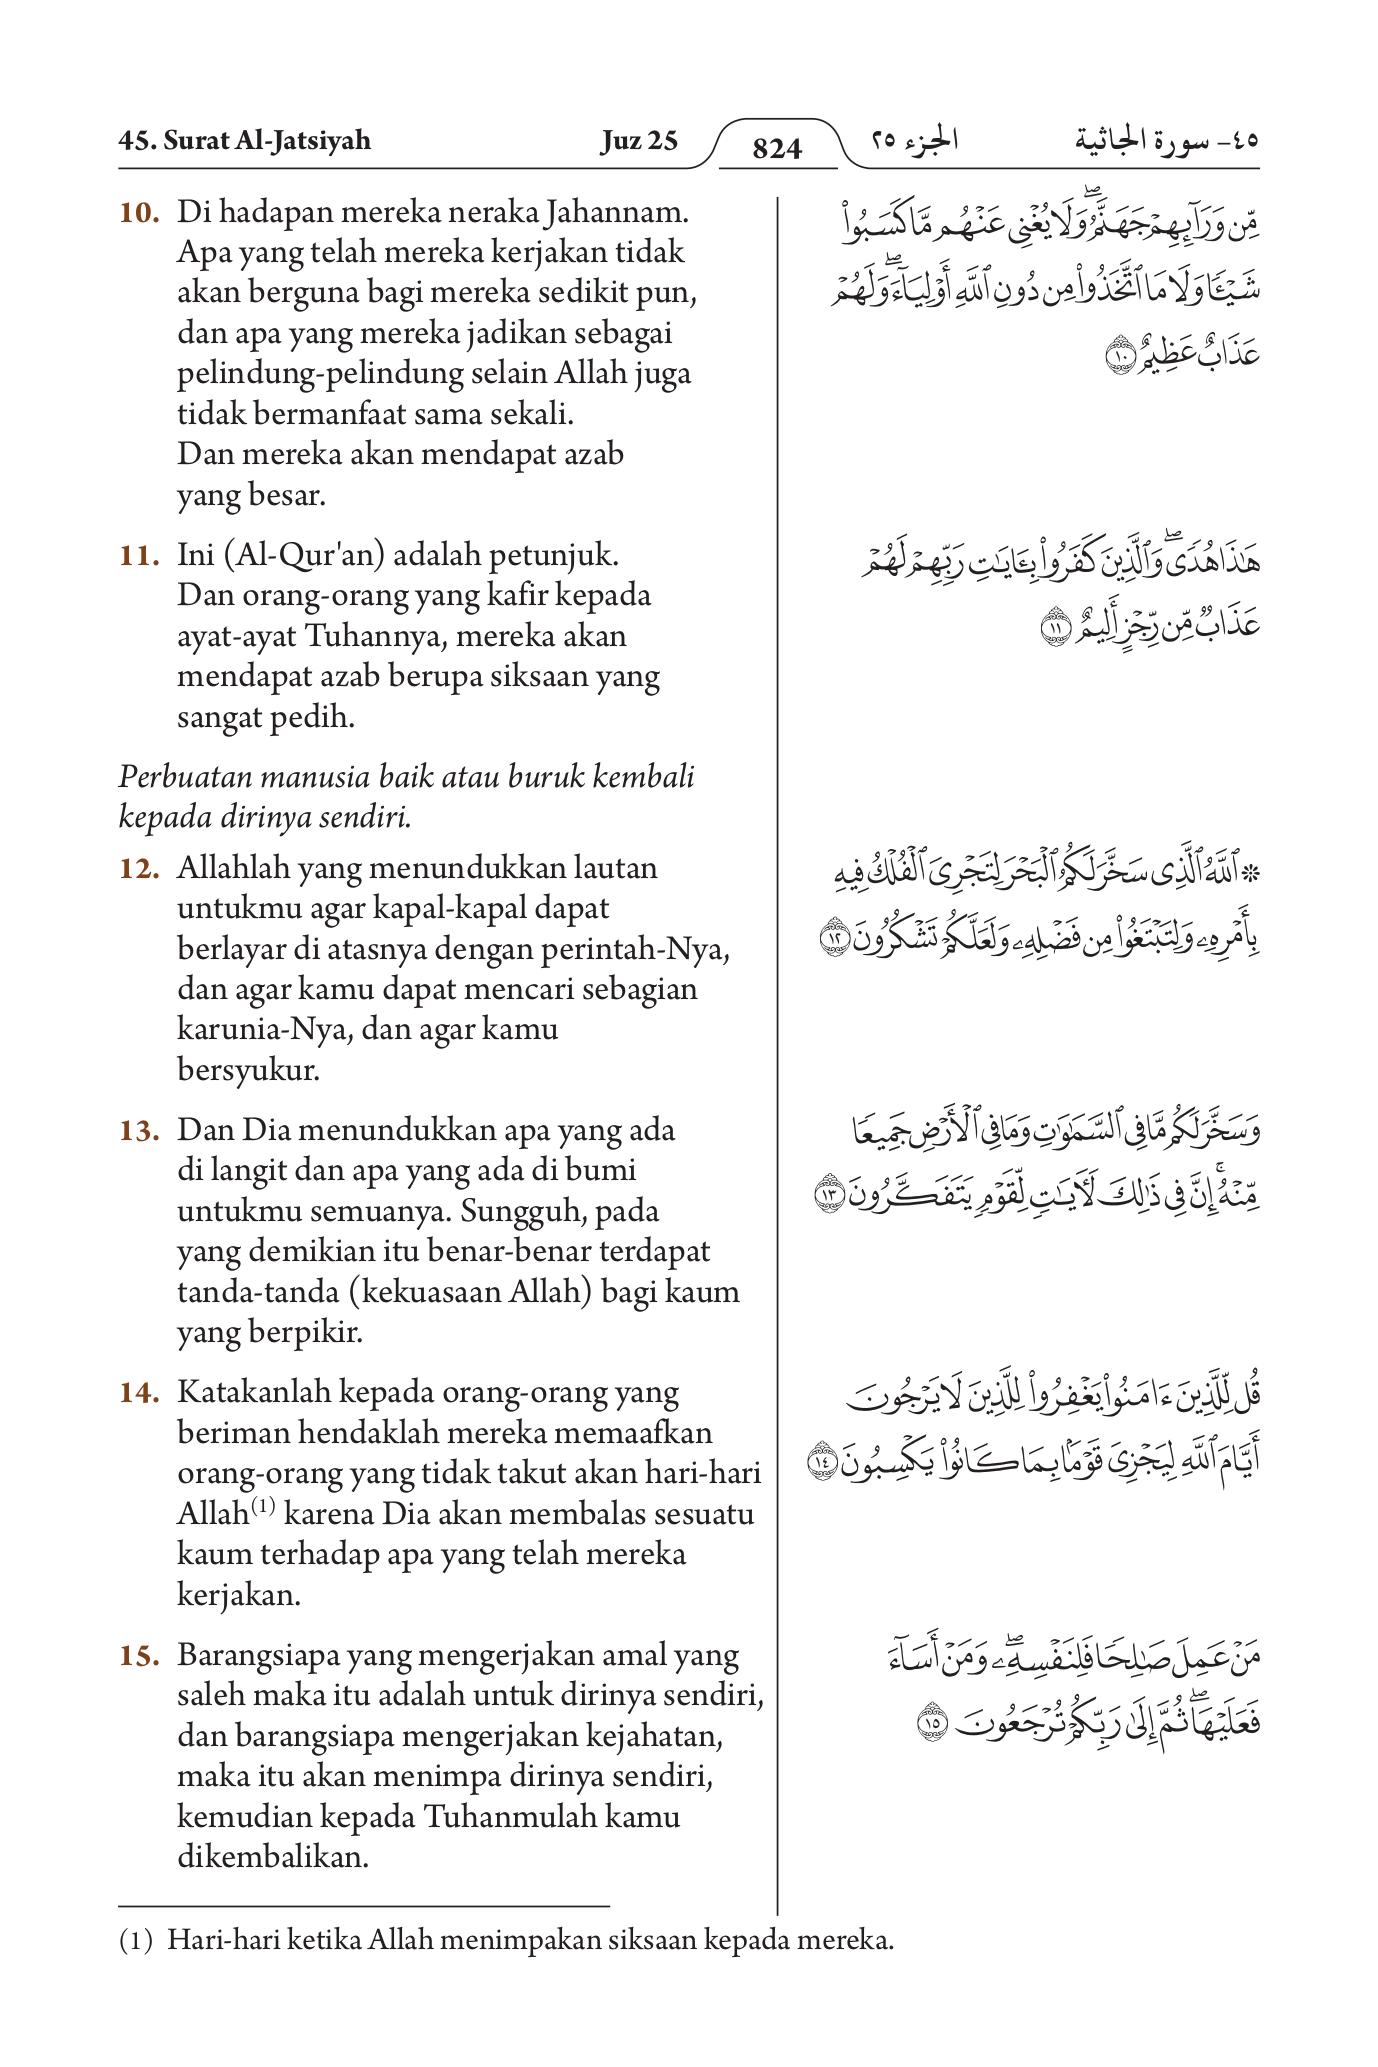 45. Surat Al-Jatsiyah Juz 25 824 الجزء ٢٥ ٤٥- سورة الجاثية
10. Di hadapan mereka neraka Jahannam.
Apa yang telah mereka kerjakan tidak
akan berguna bagi mereka sedikit pun,
dan apa yang mereka jadikan sebagai
pelindung-pelindung selain Allah juga
tidak bermanfaat sama sekali.
Dan mereka akan mendapat azab
yang besar.
11. Ini (Al-Qur'an) adalah petunjuk.
Dan orang-orang yang kafir kepada
ayat-ayat Tuhannya, mereka akan
mendapat azab berupa siksaan yang
sangat pedih.
Perbuatan manusia baik atau buruk kembali
kepada dirinya sendiri.
12. Allahlah yang menundukkan lautan
untukmu agar kapal-kapal dapat
berlayar di atasnya dengan perintah-Nya,
dan agar kamu dapat mencari sebagian
karunia-Nya, dan agar kamu
bersyukur.
13. Dan Dia menundukkan apa yang ada
di langit dan apa yang ada di bumi
untukmu semuanya. Sungguh, pada
yang demikian itu benar-benar terdapat
tanda-tanda (kekuasaan Allah) bagi kaum
yang berpikir.
14. Katakanlah kepada orang-orang yang
beriman hendaklah mereka memaafkan
orang-orang yang tidak takut akan hari-hari
Allah(1) karena Dia akan membalas sesuatu
kaum terhadap apa yang telah mereka
kerjakan.
15. Barangsiapa yang mengerjakan amal yang
saleh maka itu adalah untuk dirinya sendiri,
dan barangsiapa mengerjakan kejahatan,
maka itu akan menimpa dirinya sendiri,
kemudian kepada Tuhanmulah kamu
dikembalikan.
مِّن وَرَآئِهِمْ جَهَنَّمُۖ وَلَا يُغْنِى عَنْهُم مَّا كَسَبُواْ
شَيْـًٔا وَلَا مَا ٱتَّخَذُواْ مِن دُونِ ٱللَّهِ أَوْلِيَآءَۖ وَلَهُمْ
عَذَابٌ عَظِيمٌ ١٠
هَٰذَا هُدًىۖ وَٱلَّذِينَ كَفَرُواْ بِـَٔايَٰتِ رَبِّهِمْ لَهُمْ
عَذَابٌ مِّن رِّجْزٍ أَلِيمٌ ١١
۞ ٱللَّهُ ٱلَّذِى سَخَّرَ لَكُمُ ٱلْبَحْرَ لِتَجْرِىَ ٱلْفُلْكُ فِيهِ
بِأَمْرِهِۦ وَلِتَبْتَغُواْ مِن فَضْلِهِۦ وَلَعَلَّكُمْ تَشْكُرُونَ ١٢
وَسَخَّرَ لَكُم مَّا فِى ٱلسَّمَٰوَٰتِ وَمَا فِى ٱلْأَرْضِ جَمِيعًا
مِّنْهُۚ إِنَّ فِى ذَٰلِكَ لَـَٔايَٰتٍ لِّقَوْمٍ يَتَفَكَّرُونَ ١٣
قُل لِّلَّذِينَ ءَامَنُواْ يَغْفِرُواْ لِلَّذِينَ لَا يَرْجُونَ
أَيَّامَ ٱللَّهِ لِيَجْزِىَ قَوْمًۢا بِمَا كَانُواْ يَكْسِبُونَ ١٤
مَنْ عَمِلَ صَٰلِحًا فَلِنَفْسِهِۦۖ وَمَنْ أَسَآءَ
فَعَلَيْهَاۖ ثُمَّ إِلَىٰ رَبِّكُمْ تُرْجَعُونَ ١٥
(1) Hari-hari ketika Allah menimpakan siksaan kepada mereka.